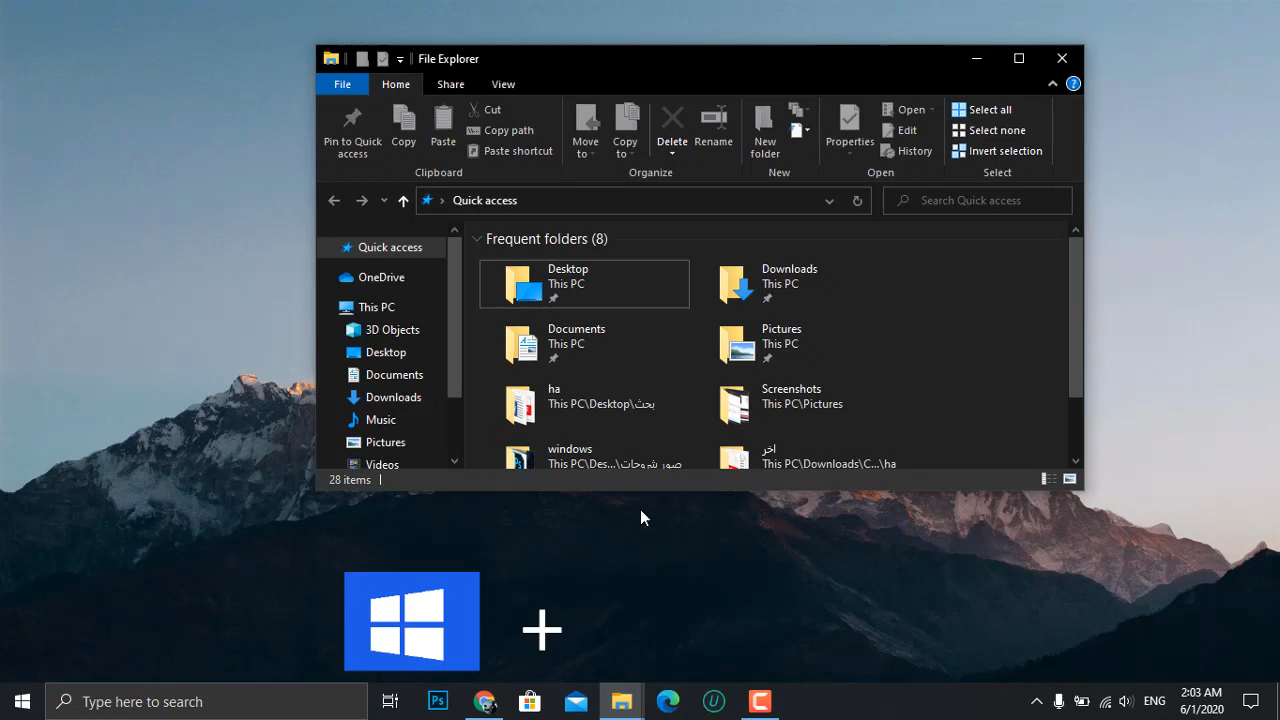 File Explorer
File Home Share View
Pin to Quick access
Copy
Paste
Cut
Copy path
Paste shortcut
Move to
Copy to
Delete
Rename
New folder
Properties
Open
Edit
History
Select all
Select none
Invert selection
Clipboard Organize New Open Select
Quick access
Search Quick access
Quick access
OneDrive
This PC
3D Objects
Desktop
Documents
Downloads
Music
Pictures
Videos
Frequent folders (8)
Desktop
This PC
Downloads
This PC
Documents
This PC
Pictures
This PC
ha
This PC\Desktop\بحث
Screenshots
This PC\Pictures
windows
This PC\Des...\صور شروحات
اخر
This PC\Downloads\C...\ha
28 items
+
Type here to search
Ps
ENG
2:03 AM
6/1/2020